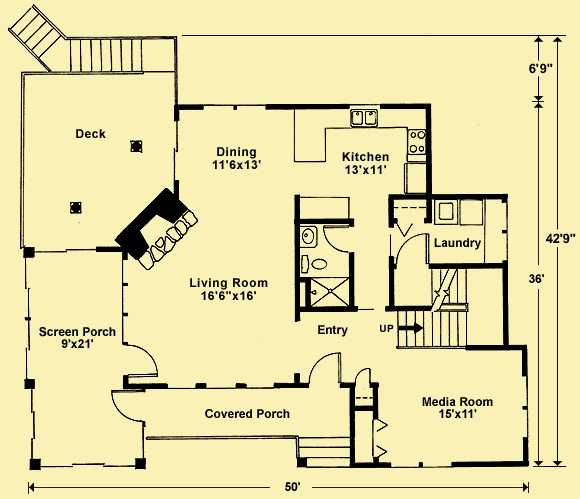 6'9"
Deck
Dining
11'6x13'
Kitchen
13'x11'
Laundry
42'9"
36'
Living Room
16'6"x16'
Screen Porch
9'x21'
Entry
UP
Covered Porch
Media Room
15'x11'
50'